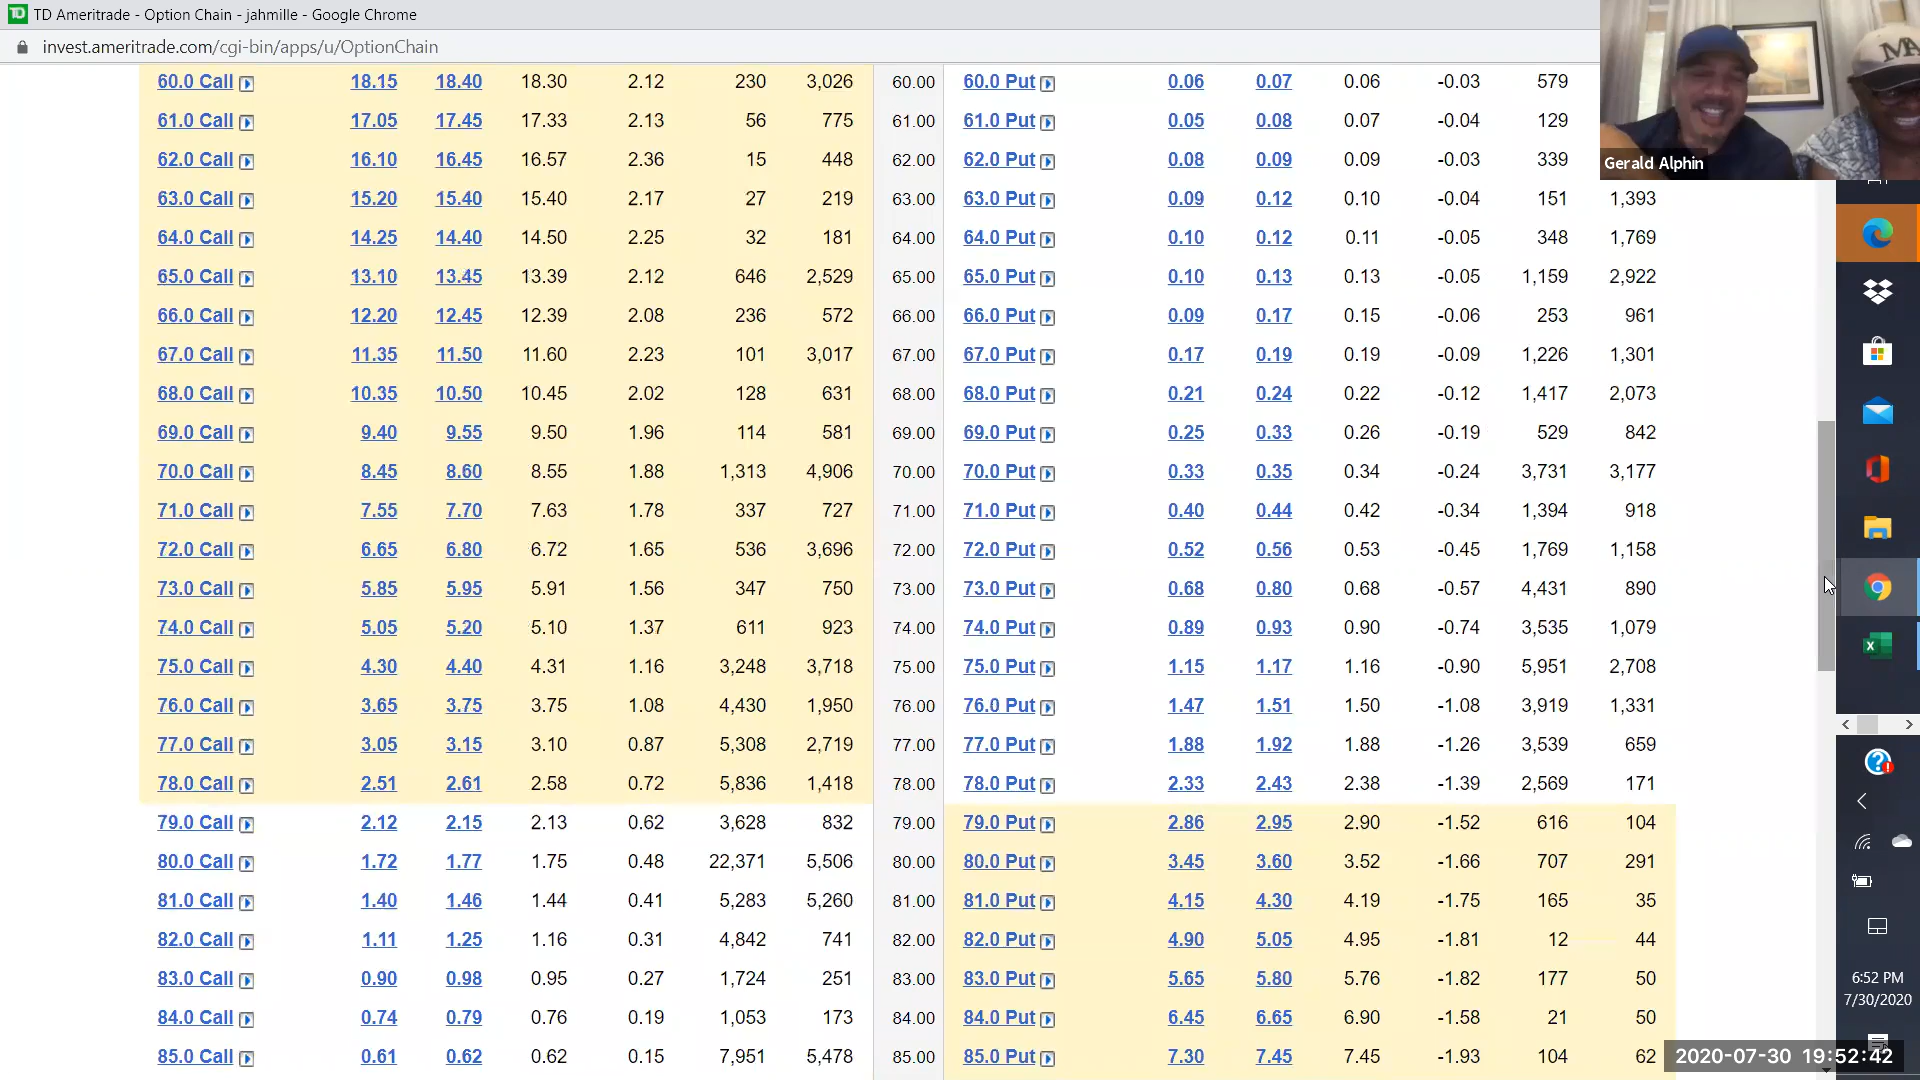 TD Ameritrade - Option Chain - jahmille - Google Chrome
invest.ameritrade.com/cgi-bin/apps/u/OptionChain
60.0 Call 18.15 18.40 18.30 2.12 230 3,026 60.00 60.0 Put 0.06 0.07 0.06 -0.03 579
61.0 Call 17.05 17.45 17.33 2.13 56 775 61.00 61.0 Put 0.05 0.08 0.07 -0.04 129
62.0 Call 16.10 16.45 16.57 2.36 15 448 62.00 62.0 Put 0.08 0.09 0.09 -0.03 339
Gerald Alphin
63.0 Call 15.20 15.40 15.40 2.17 27 219 63.00 63.0 Put 0.09 0.12 0.10 -0.04 151 1,393
64.0 Call 14.25 14.40 14.50 2.25 32 181 64.00 64.0 Put 0.10 0.12 0.11 -0.05 348 1,769
65.0 Call 13.10 13.45 13.39 2.12 646 2,529 65.00 65.0 Put 0.10 0.13 0.13 -0.05 1,159 2,922
66.0 Call 12.20 12.45 12.39 2.08 236 572 66.00 66.0 Put 0.09 0.17 0.15 -0.06 253 961
67.0 Call 11.35 11.50 11.60 2.23 101 3,017 67.00 67.0 Put 0.17 0.19 0.19 -0.09 1,226 1,301
68.0 Call 10.35 10.50 10.45 2.02 128 631 68.00 68.0 Put 0.21 0.24 0.22 -0.12 1,417 2,073
69.0 Call 9.40 9.55 9.50 1.96 114 581 69.00 69.0 Put 0.25 0.33 0.26 -0.19 529 842
70.0 Call 8.45 8.60 8.55 1.88 1,313 4,906 70.00 70.0 Put 0.33 0.35 0.34 -0.24 3,731 3,177
71.0 Call 7.55 7.70 7.63 1.78 337 727 71.00 71.0 Put 0.40 0.44 0.42 -0.34 1,394 918
72.0 Call 6.65 6.80 6.72 1.65 536 3,696 72.00 72.0 Put 0.52 0.56 0.53 -0.45 1,769 1,158
73.0 Call 5.85 5.95 5.91 1.56 347 750 73.00 73.0 Put 0.68 0.80 0.68 -0.57 4,431 890
74.0 Call 5.05 5.20 5.10 1.37 611 923 74.00 74.0 Put 0.89 0.93 0.90 -0.74 3,535 1,079
75.0 Call 4.30 4.40 4.31 1.16 3,248 3,718 75.00 75.0 Put 1.15 1.17 1.16 -0.90 5,951 2,708
76.0 Call 3.65 3.75 3.75 1.08 4,430 1,950 76.00 76.0 Put 1.47 1.51 1.50 -1.08 3,919 1,331
77.0 Call 3.05 3.15 3.10 0.87 5,308 2,719 77.00 77.0 Put 1.88 1.92 1.88 -1.26 3,539 659
78.0 Call 2.51 2.61 2.58 0.72 5,836 1,418 78.00 78.0 Put 2.33 2.43 2.38 -1.39 2,569 171
79.0 Call 2.12 2.15 2.13 0.62 3,628 832 79.00 79.0 Put 2.86 2.95 2.90 -1.52 616 104
80.0 Call 1.72 1.77 1.75 0.48 22,371 5,506 80.00 80.0 Put 3.45 3.60 3.52 -1.66 707 291
81.0 Call 1.40 1.46 1.44 0.41 5,283 5,260 81.00 81.0 Put 4.15 4.30 4.19 -1.75 165 35
82.0 Call 1.11 1.25 1.16 0.31 4,842 741 82.00 82.0 Put 4.90 5.05 4.95 -1.81 12 44
83.0 Call 0.90 0.98 0.95 0.27 1,724 251 83.00 83.0 Put 5.65 5.80 5.76 -1.82 177 50
84.0 Call 0.74 0.79 0.76 0.19 1,053 173 84.00 84.0 Put 6.45 6.65 6.90 -1.58 21 50
85.0 Call 0.61 0.62 0.62 0.15 7,951 5,478 85.00 85.0 Put 7.30 7.45 7.45 -1.93 104 62
6:52 PM
7/30/2020
2020-07-30 19:52:42